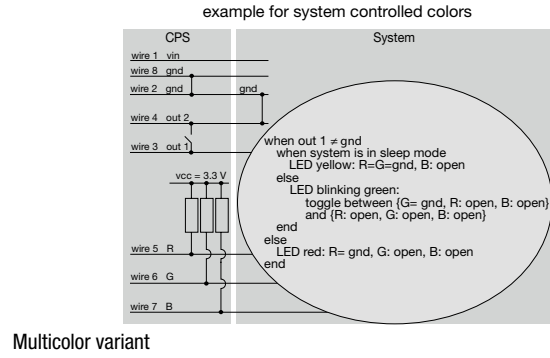 example for system controlled colors
CPS
System
wire 1 vin
wire 8 gnd
wire 2 gnd
gnd
wire 4 out 2
wire 3 out 1
vcc = 3.3 V
when out 1 ≠ gnd
when system is in sleep mode
LED yellow: R=G=gnd, B: open
else
LED blinking green:
toggle between {G= gnd, R: open, B: open}
and {R: open, G: open, B: open}
end
else
LED red: R= gnd, G: open, B: open
end
wire 5 R
wire 6 G
wire 7 B
Multicolor variant